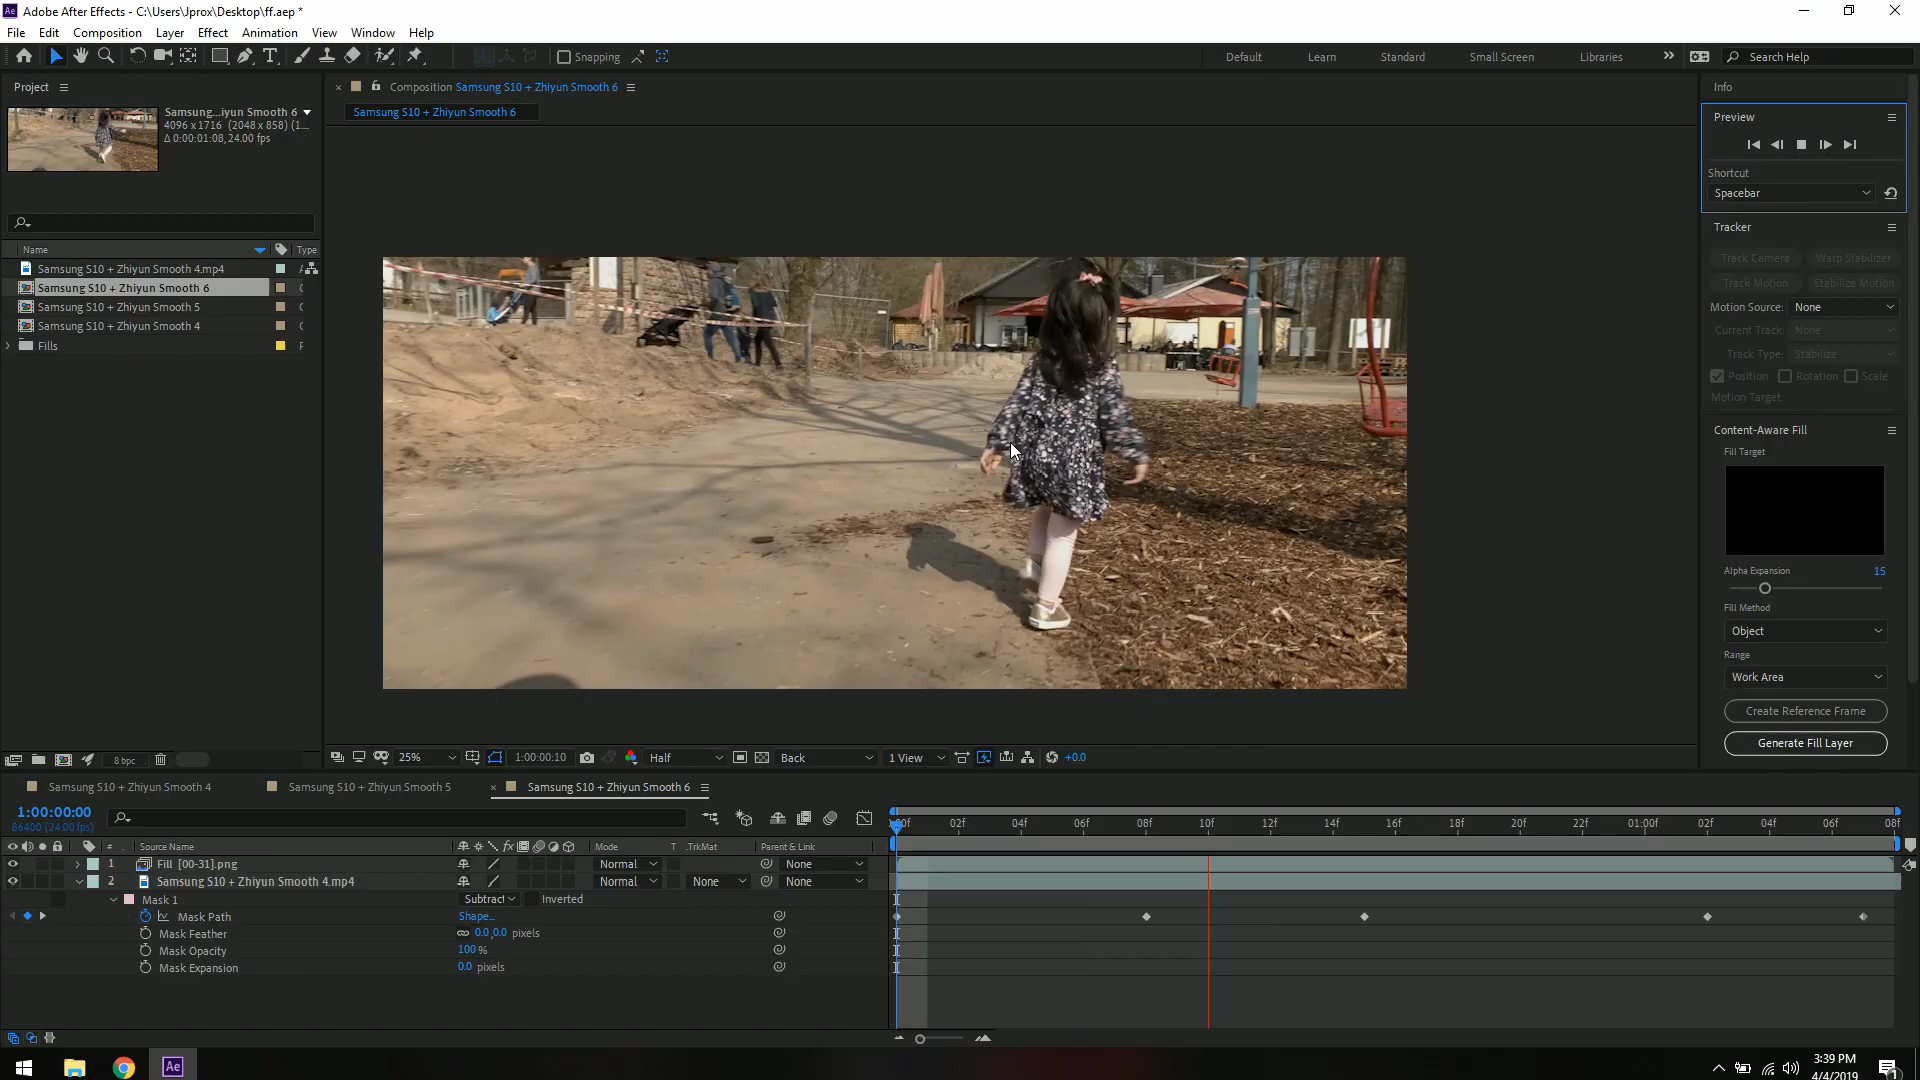 Ae Adobe After Effects - C:\Users\Jprox\Desktop\ff.aep *
File Edit Composition Layer Effect Animation View Window Help
Snapping Default Learn Standard Small Screen Libraries » Search Help
Project
Samsung...iyun Smooth 6
4096 x 1716 (2048 x 858) (1...
Δ 0:00:01:08, 24.00 fps
Name Type
Samsung S10 + Zhiyun Smooth 4.mp4
Samsung S10 + Zhiyun Smooth 6
Samsung S10 + Zhiyun Smooth 5
Samsung S10 + Zhiyun Smooth 4
Fills
8 bpc
Composition Samsung S10 + Zhiyun Smooth 6
Samsung S10 + Zhiyun Smooth 6
25% 1:00:00:10 Half Back 1 View +0.0
Info
Preview
Shortcut
Spacebar
Tracker
Track Camera Warp Stabilizer
Track Motion Stabilize Motion
Motion Source: None
Current Track: None
Track Type: Stabilize
Position Rotation Scale
Motion Target:
Content-Aware Fill
Fill Target
Alpha Expansion 15
Fill Method
Object
Range
Work Area
Create Reference Frame
Generate Fill Layer
Samsung S10 + Zhiyun Smooth 4 Samsung S10 + Zhiyun Smooth 5 × Samsung S10 + Zhiyun Smooth 6
1:00:00:00
86400 (24.00 fps)
02f 04f 06f 08f 10f 12f 14f 16f 18f 20f 22f 01:00f 02f 04f 06f 08f
# Source Name Mode T .TrkMat Parent & Link
1 Fill [00-31].png Normal None
2 Samsung S10 + Zhiyun Smooth 4.mp4 Normal None None
Mask 1 Subtract Inverted
Mask Path Shape...
Mask Feather 0.0,0.0 pixels
Mask Opacity 100 %
Mask Expansion 0.0 pixels
Ae
3:39 PM
4/4/2019
1